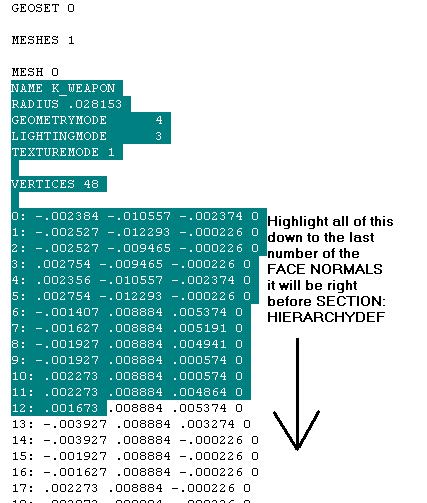 GEOSET 0
MESHES 1
MESH 0
NAME K_WEAPON
RADIUS .028153
GEOMETRYMODE 4
LIGHTINGMODE 3
TEXTUREMODE 1
VERTICES 48
0: -.002384 -.010557 -.002374 0
1: -.002527 -.012293 -.000226 0
2: -.002527 -.009465 -.000226 0
3: .002754 -.009465 -.000226 0
4: .002356 -.010557 -.002374 0
5: .002754 -.012293 -.000226 0
6: -.001407 .008884 .005374 0
7: -.001627 .008884 .005191 0
8: -.001927 .008884 .004941 0
9: -.001927 .008884 .000574 0
10: .002273 .008884 .000574 0
11: .002273 .008884 .004864 0
12: .001673 .008884 .005374 0
13: -.003927 .008884 .003274 0
14: -.003927 .008884 -.000226 0
15: -.001927 .008884 -.000226 0
16: -.001627 .008884 -.000226 0
17: .002273 .008884 -.000226 0
Highlight all of this
down to the last
number of the
FACE NORMALS
it will be right
before SECTION:
HIERARCHYDEF